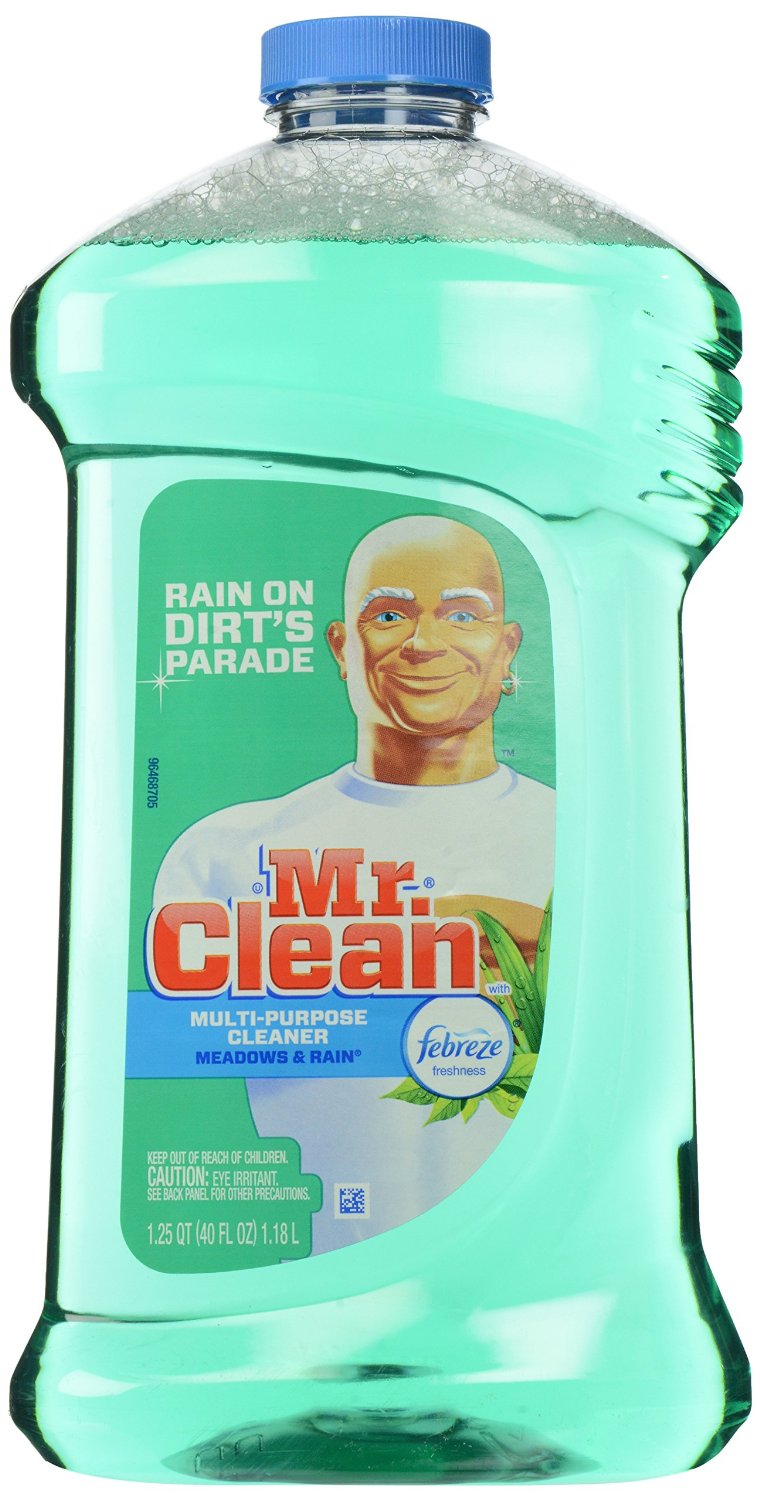 RAIN ON
DIRT'S
PARADE
TM
96468705
Mr.®
Clean
with
MULTI-PURPOSE
CLEANER
MEADOWS & RAIN®
febreze®
freshness
KEEP OUT OF REACH OF CHILDREN.
CAUTION: EYE IRRITANT.
SEE BACK PANEL FOR OTHER PRECAUTIONS.
1.25 QT (40 FL OZ) 1.18 L